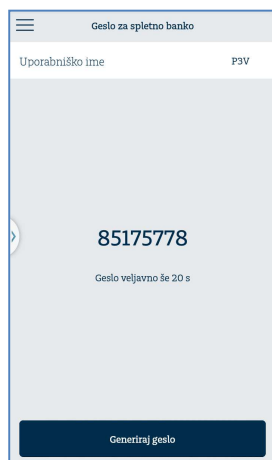 Geslo za spletno banko
Uporabniško ime P3V
85175778
Geslo veljavno še 20 s
Generiraj geslo